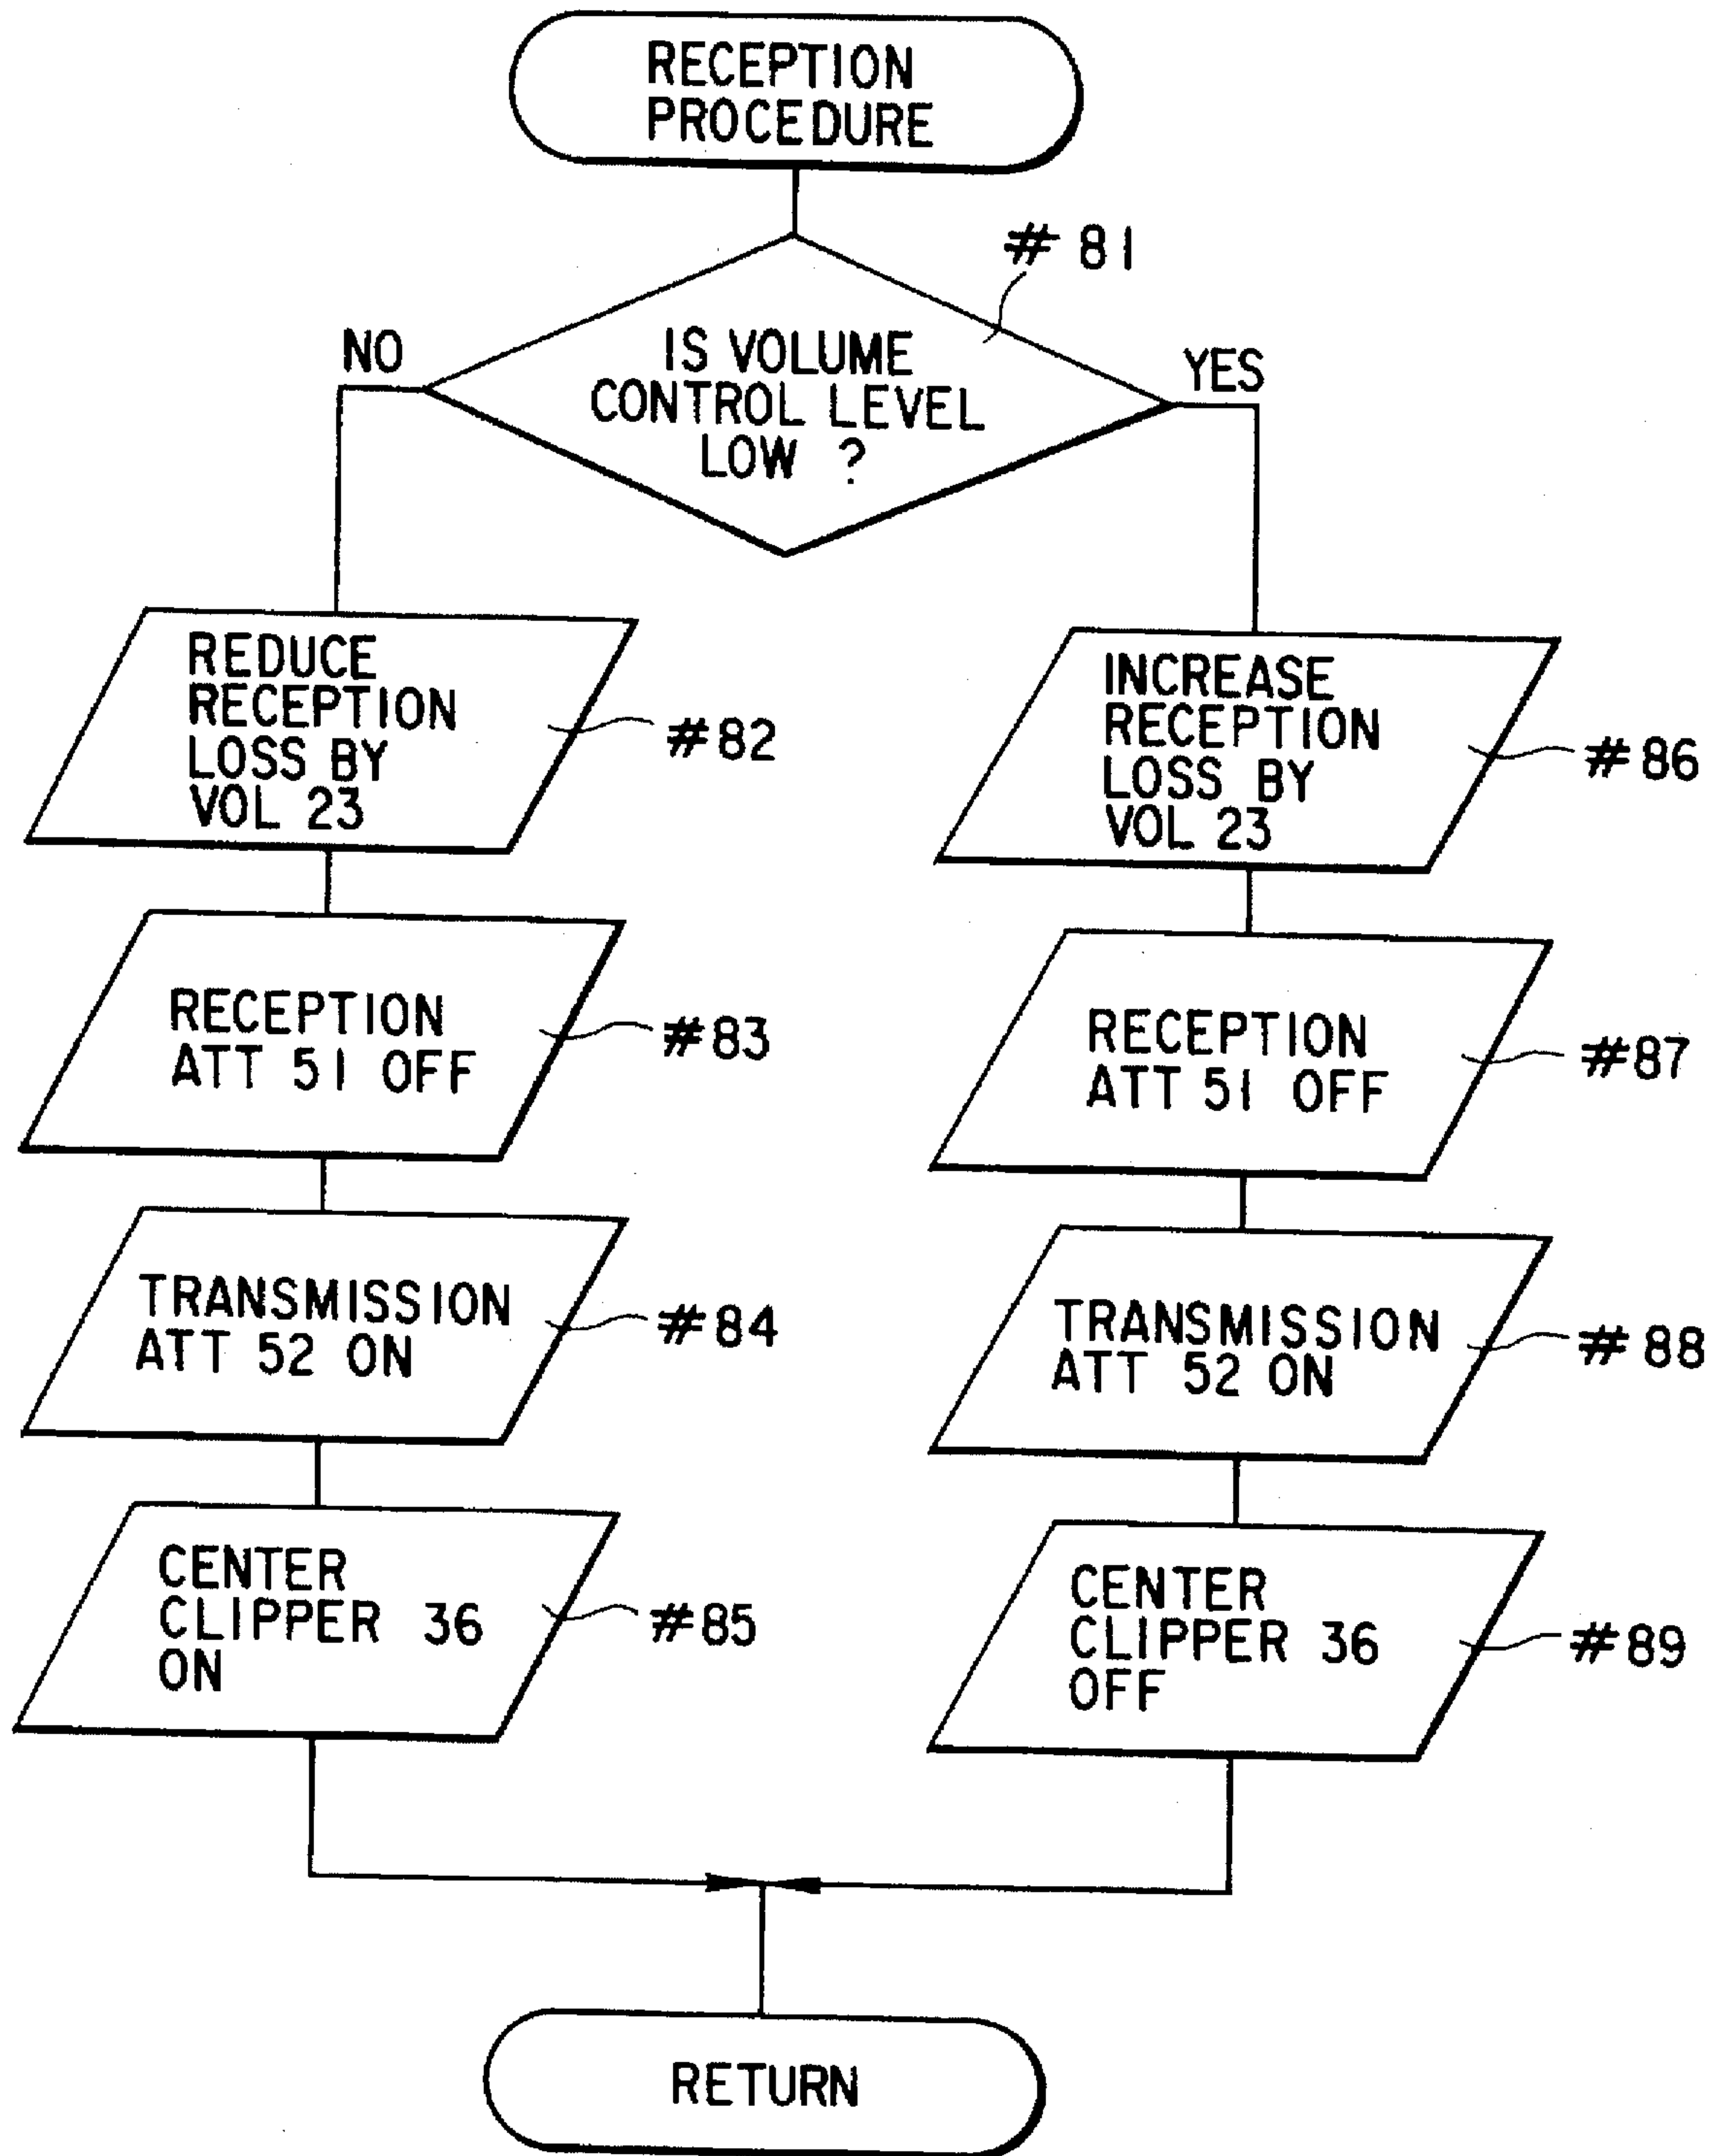 RECEPTION
PROCEDURE
# 81
NO
YES
IS VOLUME
CONTROL LEVEL
LOW ?
REDUCE
RECEPTION
LOSS BY
VOL 23
#82
RECEPTION
ATT 51 OFF
#83
TRANSMISSION
ATT 52 ON
#84
CENTER
CLIPPER 36
ON
#85
INCREASE
RECEPTION
LOSS BY
VOL 23
#86
RECEPTION
ATT 51 OFF
#87
TRANSMISSION
ATT 52 ON
#88
CENTER
CLIPPER 36
OFF
#89
RETURN